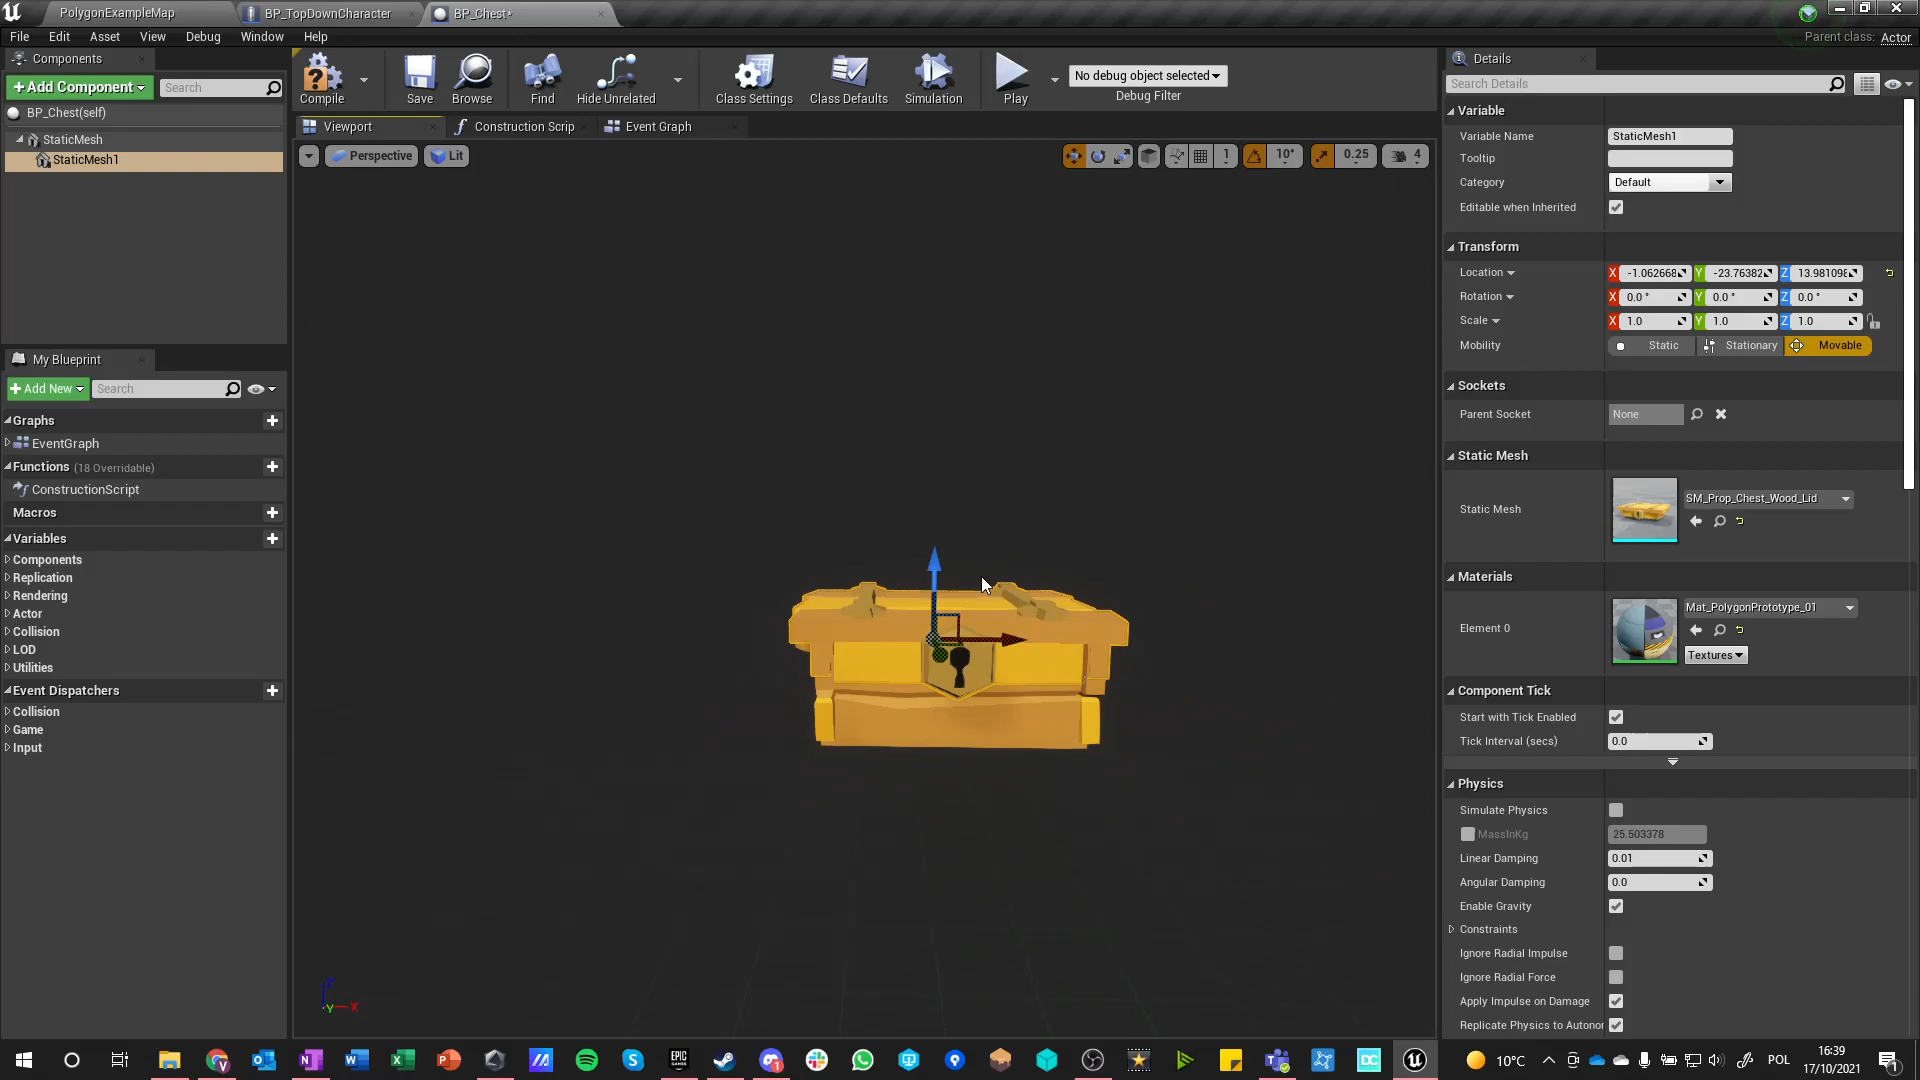 PolygonExampleMap
BP_TopDownCharacter
BP_Chest*
File Edit Asset View Debug Window Help
Parent class: Actor
Components
+Add Component
Search
BP_Chest(self)
StaticMesh
StaticMesh1
My Blueprint
+Add New
Search
Graphs
EventGraph
Functions (18 Overridable)
ConstructionScript
Macros
Variables
Components
Replication
Rendering
Actor
Collision
LOD
Utilities
Event Dispatchers
Collision
Game
Input
Compile
Save
Browse
Find
Hide Unrelated
Class Settings
Class Defaults
Simulation
Play
No debug object selected
Debug Filter
Viewport
Construction Scrip
Event Graph
Perspective
Lit
1
10°
0.25
4
Z
Y
X
Details
Search Details
Variable
Variable Name StaticMesh1
Tooltip
Category Default
Editable when Inherited
Transform
Location X -1.062668 Y -23.76382 Z 13.981098
Rotation X 0.0 ° Y 0.0 ° Z 0.0 °
Scale X 1.0 Y 1.0 Z 1.0
Mobility Static Stationary Movable
Sockets
Parent Socket None
Static Mesh
Static Mesh SM_Prop_Chest_Wood_Lid
Materials
Element 0 Mat_PolygonPrototype_01
Textures
Component Tick
Start with Tick Enabled
Tick Interval (secs) 0.0
Physics
Simulate Physics
MassInKg 25.503378
Linear Damping 0.01
Angular Damping 0.0
Enable Gravity
Constraints
Ignore Radial Impulse
Ignore Radial Force
Apply Impulse on Damage
Replicate Physics to Autonor
EPIC GAMES
DC
10°C
POL
16:39
17/10/2021